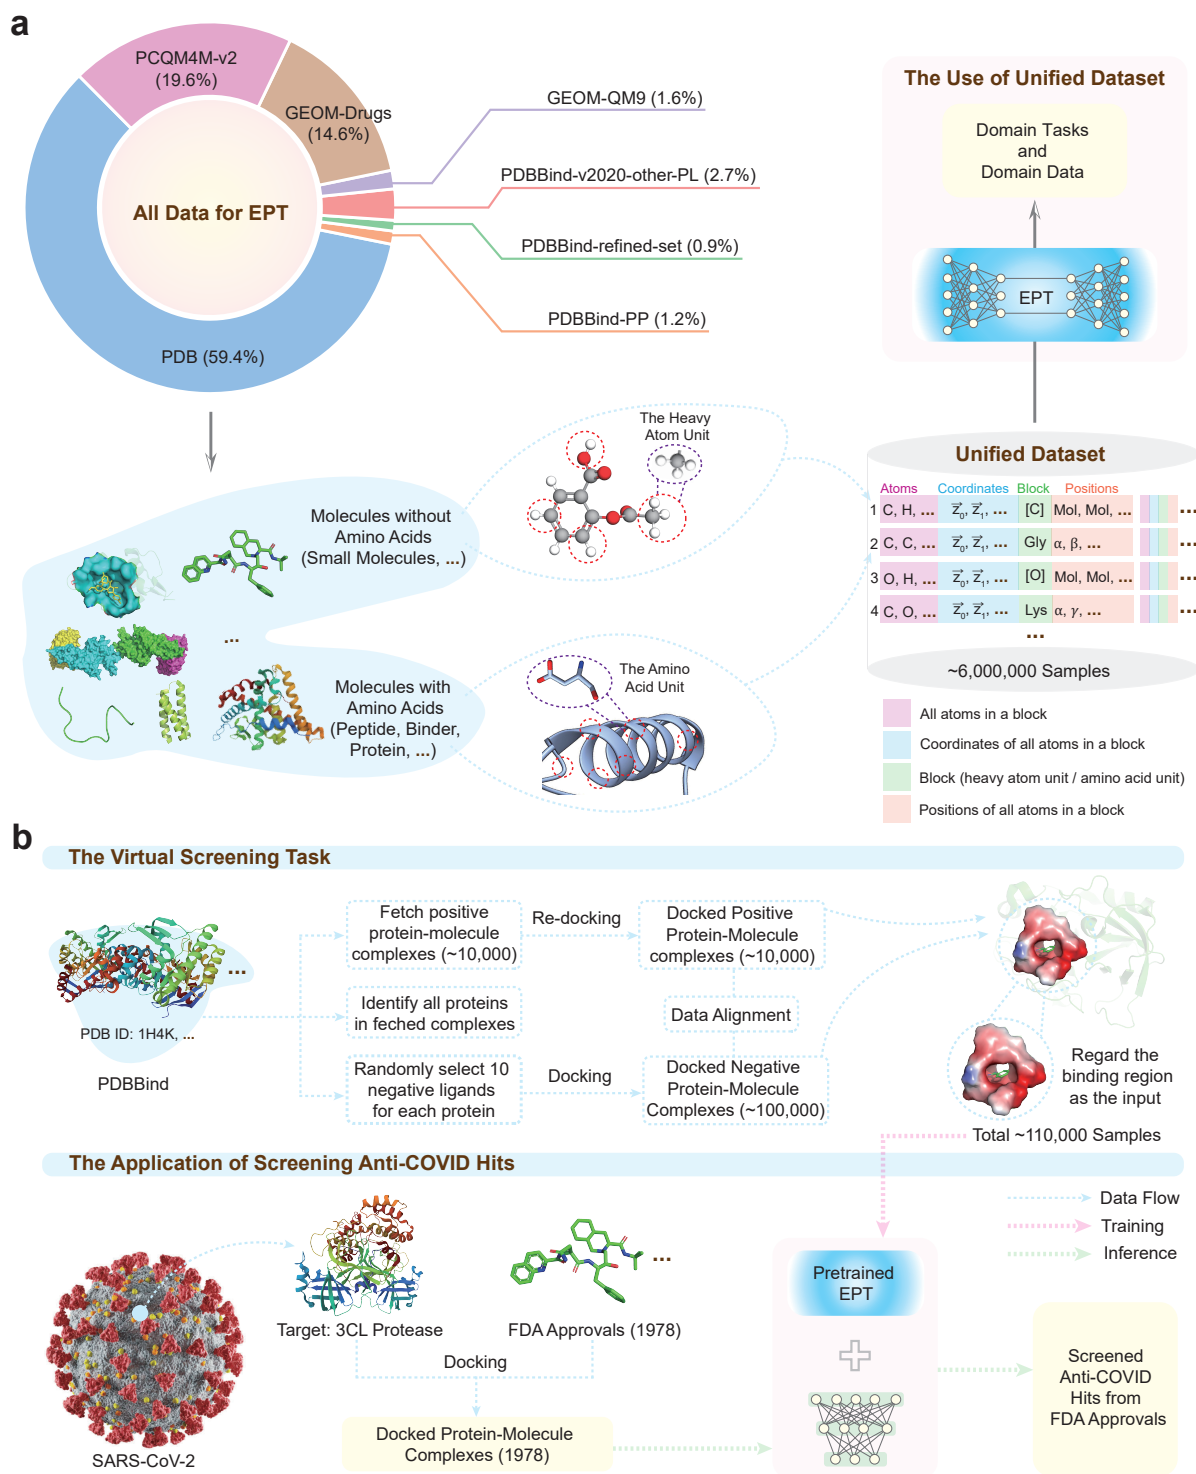 a
PCQM4M-v2
(19.6%)
GEOM-Drugs
(14.6%)
All Data for EPT
PDB (59.4%)
GEOM-QM9 (1.6%)
PDBBind-v2020-other-PL (2.7%)
PDBBind-refined-set (0.9%)
PDBBind-PP (1.2%)
The Use of Unified Dataset
Domain Tasks
and
Domain Data
EPT
Molecules without
Amino Acids
(Small Molecules, ...)
...
Molecules with
Amino Acids
(Peptide, Binder,
Protein, ...)
The Heavy
Atom Unit
The Amino
Acid Unit
Unified Dataset
Atoms Coordinates Block Positions
1 C, H, ... Z⃗0, Z⃗1, ... [C] Mol, Mol, ... ...
2 C, C, ... Z⃗0, Z⃗1, ... Gly α, β, ... ...
3 O, H, ... Z⃗0, Z⃗1, ... [O] Mol, Mol, ... ...
4 C, O, ... Z⃗0, Z⃗1, ... Lys α, γ, ... ...
...
~6,000,000 Samples
All atoms in a block
Coordinates of all atoms in a block
Block (heavy atom unit / amino acid unit)
Positions of all atoms in a block
b
The Virtual Screening Task
...
PDB ID: 1H4K, ...
PDBBind
Fetch positive
protein-molecule
complexes (~10,000)
Re-docking
Docked Positive
Protein-Molecule
complexes (~10,000)
Identify all proteins
in feched complexes
Data Alignment
Randomly select 10
negative ligands
for each protein
Docking
Docked Negative
Protein-Molecule
Complexes (~100,000)
Regard the
binding region
as the input
Total ~110,000 Samples
The Application of Screening Anti-COVID Hits
Data Flow
Training
Inference
SARS-CoV-2
Target: 3CL Protease
...
FDA Approvals (1978)
Docking
Docked Protein-Molecule
Complexes (1978)
Pretrained
EPT
Screened
Anti-COVID
Hits from
FDA Approvals